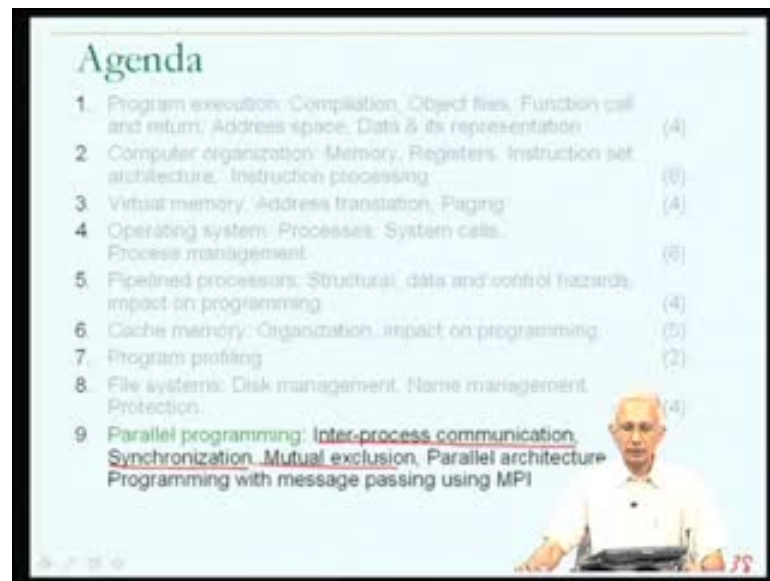 Agenda
1. Program execution: Compilation, Object files, Function call
and return, Address space, Data & its representation (4)
2 Computer organization: Memory, Registers, Instruction set
architecture, Instruction processing (6)
3. Virtual memory: Address translation, Paging (4)
4 Operating system: Processes, System calls,
Process management (6)
5. Pipelined processors: Structural, data and control hazards,
impact on programming (4)
6. Cache memory: Organization, impact on programming (5)
7. Program profiling (2)
8. File systems: Disk management, Name management,
Protection (4)
9 Parallel programming: Inter-process communication,
Synchronization, Mutual exclusion, Parallel architecture,
Programming with message passing using MPI
38